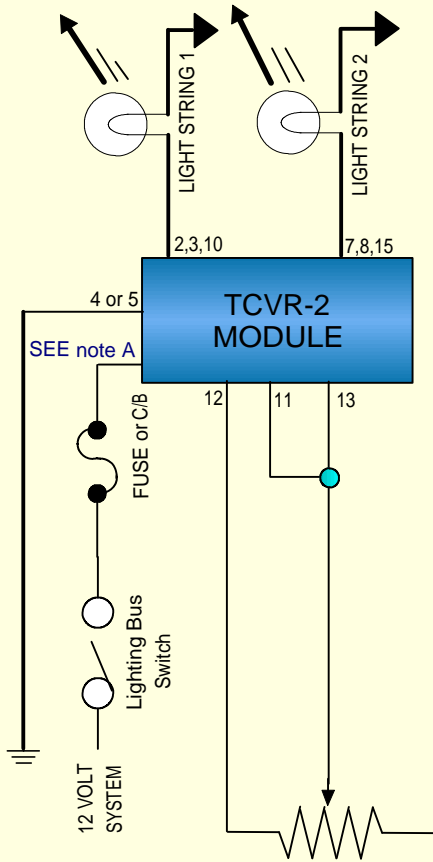 LIGHT STRING 1
LIGHT STRING 2
2,3,10
7,8,15
4 or 5
TCVR-2
MODULE
SEE note A
12
11
13
FUSE or C/B
Lighting Bus
Switch
12 VOLT
SYSTEM